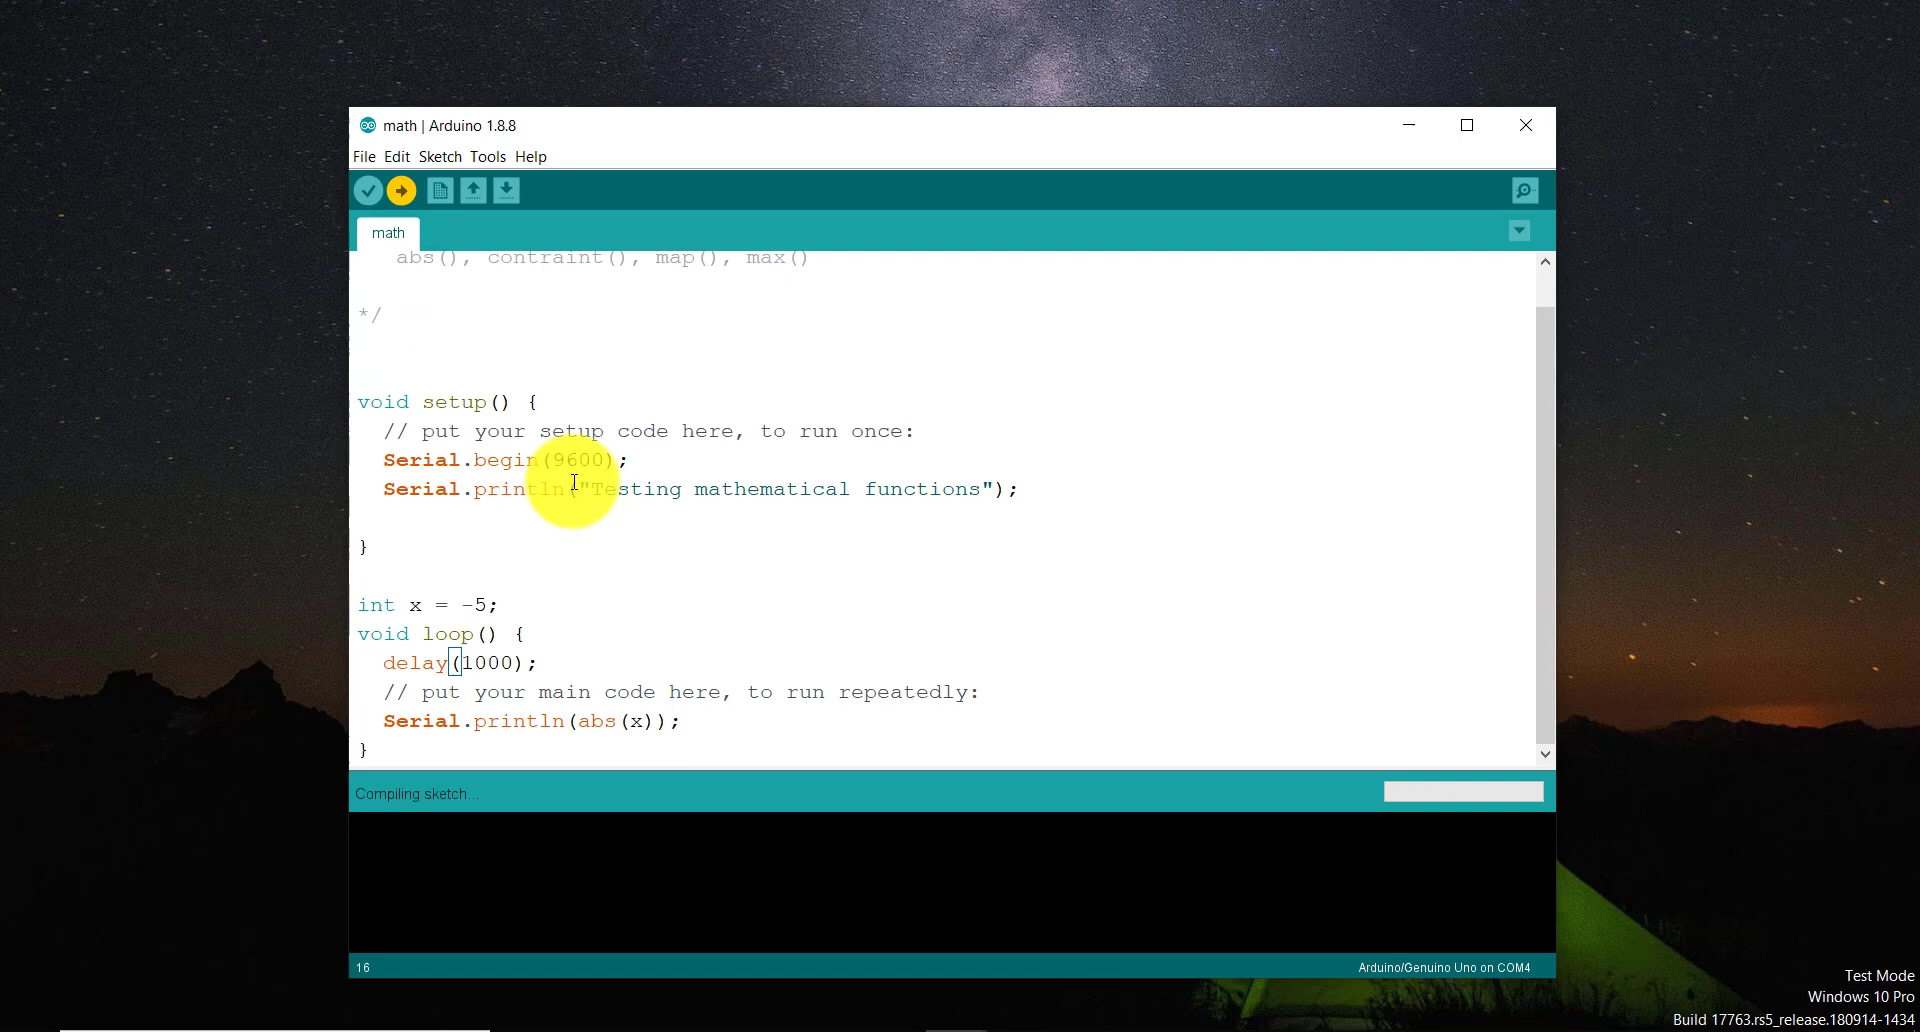 math | Arduino 1.8.8
File Edit Sketch Tools Help
math
abs(), contraint(), map(), max()
*/
void setup() {
// put your setup code here, to run once:
Serial.begin(9600);
Serial.println("Testing mathematical functions");
}
int x = -5;
void loop() {
delay(1000);
// put your main code here, to run repeatedly:
Serial.println(abs(x));
}
Compiling sketch...
16
Arduino/Genuino Uno on COM4
Test Mode
Windows 10 Pro
Build 17763.rs5_release.180914-1434